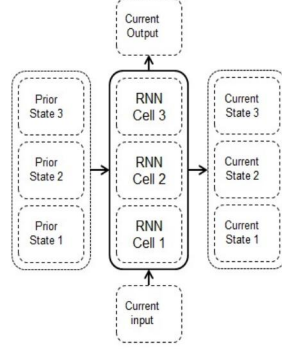 Current
Output
Prior
State 3
RNN
Cell 3
Current
State 3
Prior
State 2
RNN
Cell 2
Current
State 2
Prior
State 1
RNN
Cell 1
Current
State 1
Current
input